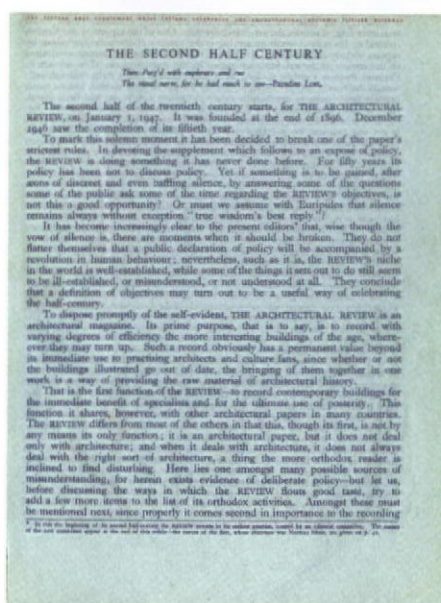 THE SECOND HALF CENTURY
Then Purg'd with euphrasie and rue
The visual nerve, for he had much to see—Paradise Lost.
The second half of the twentieth century starts, for THE ARCHITECTURAL
REVIEW, on January 1, 1947. It was founded at the end of 1896. December
1946 saw the completion of its fiftieth year.
To mark this solemn moment it has been decided to break one of the paper's
strictest rules. In devoting the supplement which follows to an exposé of policy,
the REVIEW is doing something it has never done before. For fifty years its
policy has been not to discuss policy. Yet if something is to be gained, after
æons of discreet and even baffling silence, by answering some of the questions
some of the public ask some of the time regarding the REVIEW'S objectives, is
not this a good opportunity? Or must we assume with Euripides that silence
remains always without exception "true wisdom's best reply"?
It has become increasingly clear to the present editors* that, wise though the
vow of silence is, there are moments when it should be broken. They do not
flatter themselves that a public declaration of policy will be accompanied by a
revolution in human behaviour; nevertheless, such as it is, the REVIEW'S niche
in the world is well-established, while some of the things it sets out to do still seem
to be ill-established, or misunderstood, or not understood at all. They conclude
that a definition of objectives may turn out to be a useful way of celebrating
the half-century.
To dispose promptly of the self-evident, THE ARCHITECTURAL REVIEW is an
architectural magazine. Its prime purpose, that is to say, is to record with
varying degrees of efficiency the more interesting buildings of the age, where-
ever they may turn up. Such a record obviously has a permanent value beyond
its immediate use to practising architects and culture fans, since whether or not
the buildings illustrated go out of date, the bringing of them together in one
work is a way of providing the raw material of architectural history.
That is the first function of the REVIEW—to record contemporary buildings for
the immediate benefit of specialists and for the ultimate use of posterity. This
function it shares, however, with other architectural papers in many countries.
The REVIEW differs from most of the others in that this, though its first, is not by
any means its only function; it is an architectural paper, but it does not deal
only with architecture; and when it deals with architecture, it does not always
deal with the right sort of architecture, a thing the more orthodox reader is
inclined to find disturbing. Here lies one amongst many possible sources of
misunderstanding, for herein exists evidence of deliberate policy—but let us,
before discussing the ways in which the REVIEW flouts good taste, try to
add a few more items to the list of its orthodox activities. Amongst these must
be mentioned next, since properly it comes second in importance to the recording